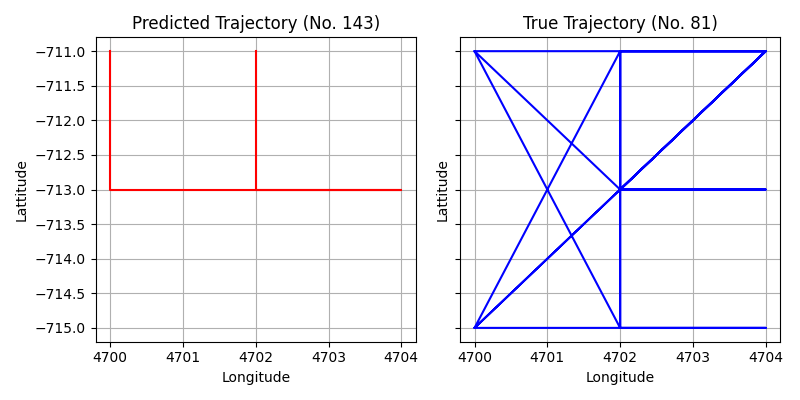 Predicted Trajectory (No. 143)
True Trajectory (No. 81)
−711.0
−711.5
−712.0
−712.5
−713.0
−713.5
−714.0
−714.5
−715.0
Lattitude
Lattitude
4700 4701 4702 4703 4704
4700 4701 4702 4703 4704
Longitude
Longitude